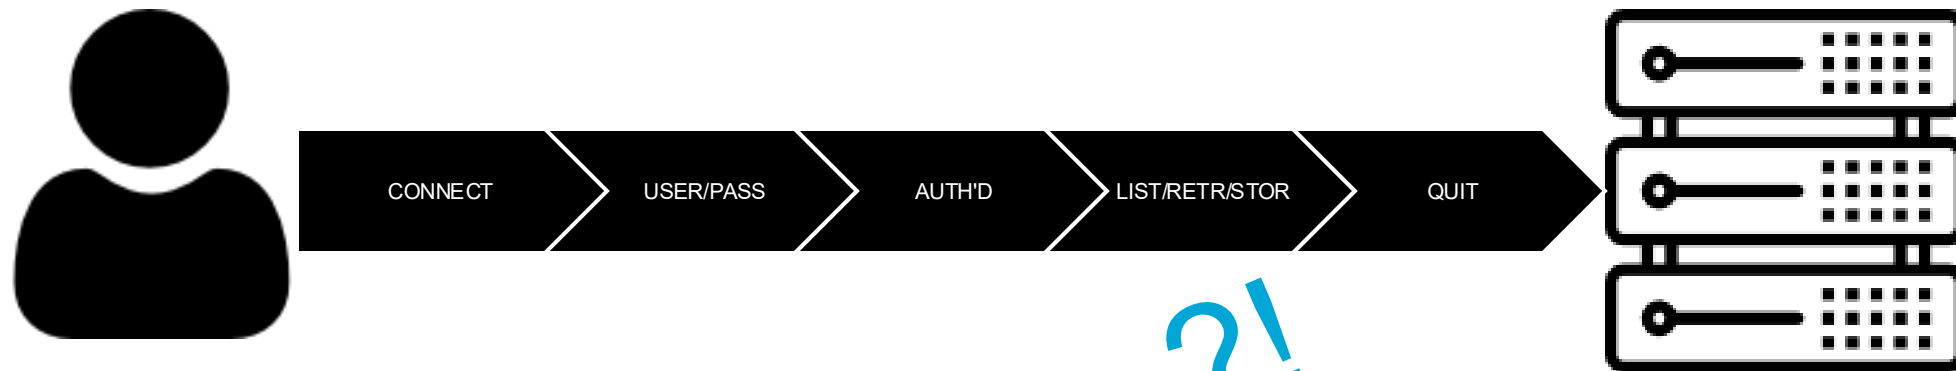 CONNECT
USER/PASS
AUTH'D
LIST/RETR/STOR
QUIT
?!